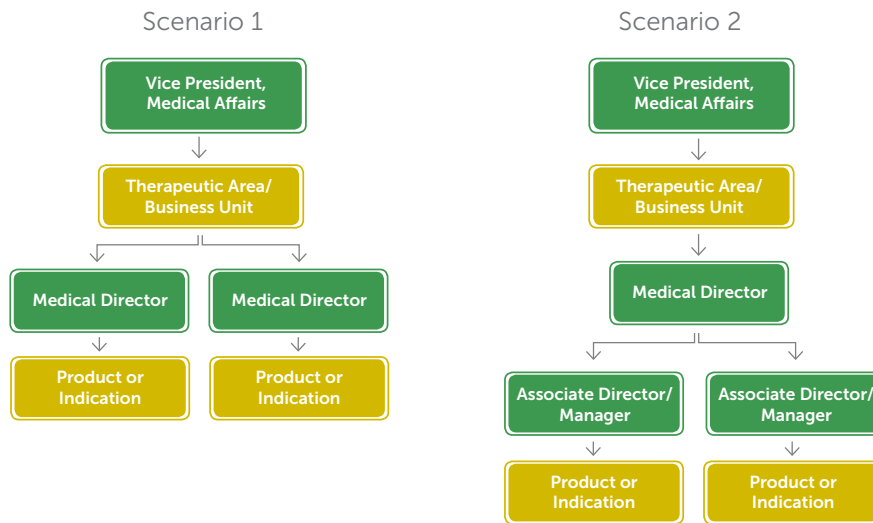 Scenario 1
Vice President,
Medical Affairs
Therapeutic Area/
Business Unit
Medical Director
Medical Director
Product or
Indication
Product or
Indication
Scenario 2
Vice President,
Medical Affairs
Therapeutic Area/
Business Unit
Medical Director
Associate Director/
Manager
Associate Director/
Manager
Product or
Indication
Product or
Indication